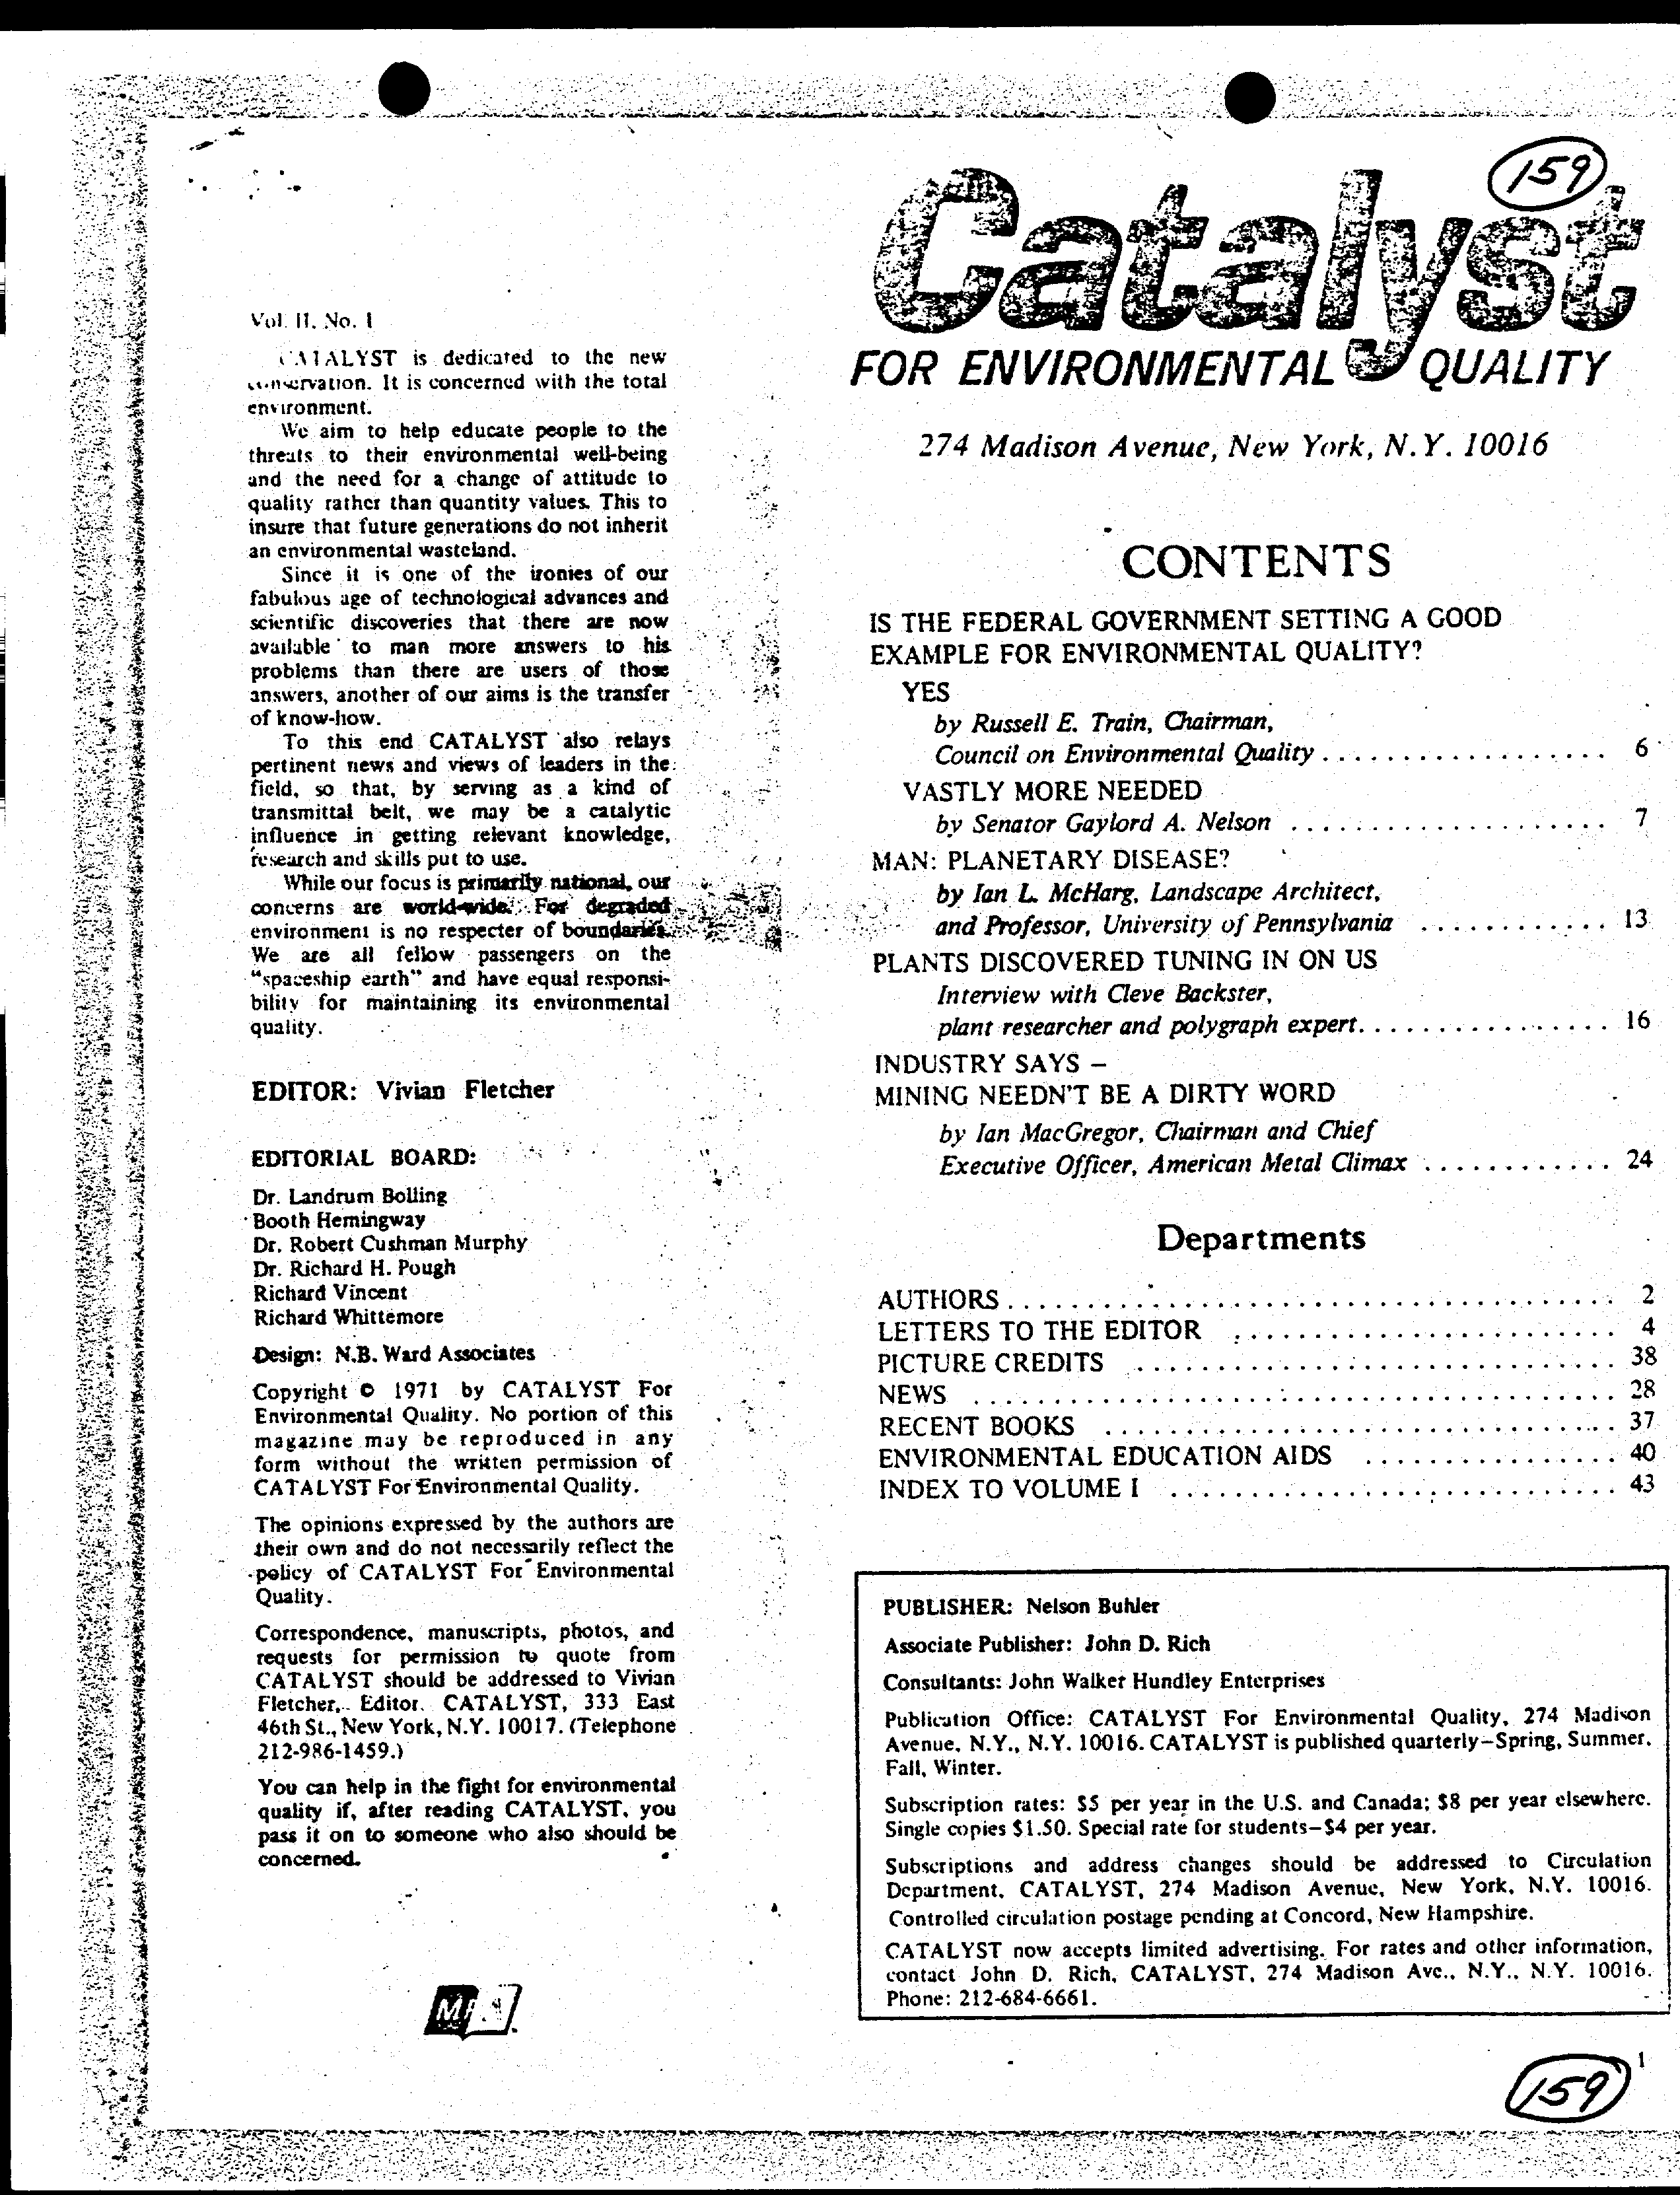 Vol. II, No. 1
CATALYST is dedicated to the new
conservation. It is concerned with the total
environment.
We aim to help educate people to the
threats to their environmental well-being
and the need for a change of attitude to
quality rather than quantity values. This to
insure that future generations do not inherit
an environmental wasteland.
Since it is one of the ironies of our
fabulous age of technological advances and
scientific discoveries that there are now
available to man more answers to his
problems than there are users of those
answers, another of our aims is the transfer
of know-how.
To this end CATALYST also relays
pertinent news and views of leaders in the
field, so that, by serving as a kind of
transmittal belt, we may be a catalytic
influence in getting relevant knowledge,
research and skills put to use.
While our focus is primarily national, our
concerns are world-wide. For degraded
environment is no respecter of boundaries.
We are all fellow passengers on the
"spaceship earth" and have equal responsi-
bility for maintaining its environmental
quality.
EDITOR: Vivian Fletcher
EDITORIAL BOARD:
Dr. Landrum Bolling
Booth Hemingway
Dr. Robert Cushman Murphy
Dr. Richard H. Pough
Richard Vincent
Richard Whittemore
Design: N.B. Ward Associates
Copyright © 1971 by CATALYST For
Environmental Quality. No portion of this
magazine may be reproduced in any
form without the written permission of
CATALYST For Environmental Quality.
The opinions expressed by the authors are
their own and do not necessarily reflect the
policy of CATALYST For Environmental
Quality.
Correspondence, manuscripts, photos, and
requests for permission to quote from
CATALYST should be addressed to Vivian
Fletcher, Editor. CATALYST, 333 East
46th St., New York, N.Y. 10017. (Telephone
212-986-1459.)
You can help in the fight for environmental
quality if, after reading CATALYST, you
pass it on to someone who also should be
concerned.
159
Catalyst
FOR ENVIRONMENTAL QUALITY
274 Madison Avenue, New York, N.Y. 10016
CONTENTS
IS THE FEDERAL GOVERNMENT SETTING A GOOD
EXAMPLE FOR ENVIRONMENTAL QUALITY?
YES
by Russell E. Train, Chairman,
Council on Environmental Quality . . . . . . . . . . . . . . . . . . 6
VASTLY MORE NEEDED
by Senator Gaylord A. Nelson . . . . . . . . . . . . . . . . . . . . . 7
MAN: PLANETARY DISEASE?
by Ian L. McHarg, Landscape Architect,
and Professor, University of Pennsylvania . . . . . . . . . . . . 13
PLANTS DISCOVERED TUNING IN ON US
Interview with Cleve Backster,
plant researcher and polygraph expert. . . . . . . . . . . . . . . . 16
INDUSTRY SAYS –
MINING NEEDN'T BE A DIRTY WORD
by Ian MacGregor, Chairman and Chief
Executive Officer, American Metal Climax . . . . . . . . . . . . 24
Departments
AUTHORS . . . . . . . . . . . . . . . . . . . . . . . . . . . . . . . . . . . . . . 2
LETTERS TO THE EDITOR . . . . . . . . . . . . . . . . . . . . . . . . 4
PICTURE CREDITS . . . . . . . . . . . . . . . . . . . . . . . . . . . . . . 38
NEWS . . . . . . . . . . . . . . . . . . . . . . . . . . . . . . . . . . . . . . . . 28
RECENT BOOKS . . . . . . . . . . . . . . . . . . . . . . . . . . . . . . . . 37
ENVIRONMENTAL EDUCATION AIDS . . . . . . . . . . . . . . . . 40
INDEX TO VOLUME I . . . . . . . . . . . . . . . . . . . . . . . . . . . . 43
PUBLISHER: Nelson Buhler
Associate Publisher: John D. Rich
Consultants: John Walker Hundley Enterprises
Publication Office: CATALYST For Environmental Quality, 274 Madison
Avenue, N.Y., N.Y. 10016. CATALYST is published quarterly–Spring, Summer,
Fall, Winter.
Subscription rates: $5 per year in the U.S. and Canada; $8 per year elsewhere.
Single copies $1.50. Special rate for students–$4 per year.
Subscriptions and address changes should be addressed to Circulation
Department, CATALYST, 274 Madison Avenue, New York, N.Y. 10016.
Controlled circulation postage pending at Concord, New Hampshire.
CATALYST now accepts limited advertising. For rates and other information,
contact John D. Rich, CATALYST, 274 Madison Ave., N.Y., N.Y. 10016.
Phone: 212-684-6661.
1
159